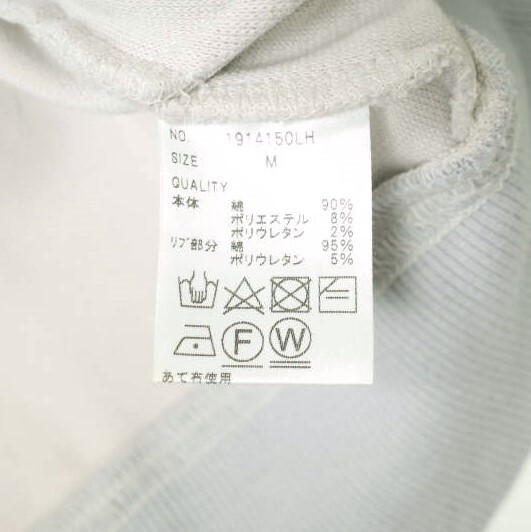 NO. 1914150LH
SIZE M
QUALITY
本体 綿 90%
ポリエステル 8%
ポリウレタン 2%
リブ部分 綿 95%
ポリウレタン 5%
F W
あて布使用